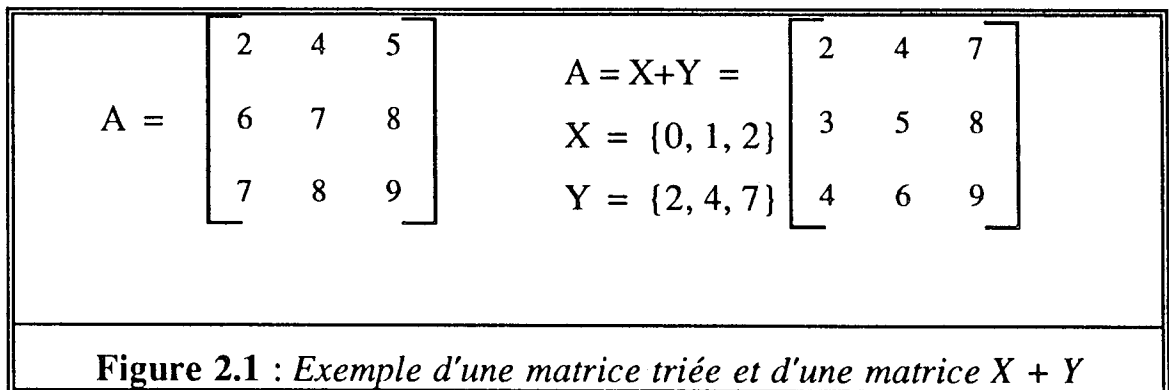 A =
2 4 5
6 7 8
7 8 9
A = X+Y =
X = {0, 1, 2}
Y = {2, 4, 7}
2 4 7
3 5 8
4 6 9
Figure 2.1 : Exemple d'une matrice triée et d'une matrice X + Y